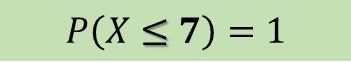 P(X ≤ 7) = 1